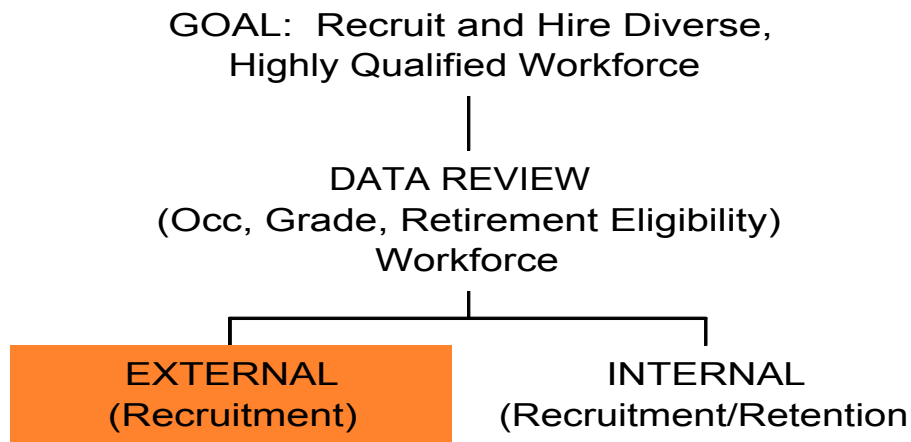 GOAL: Recruit and Hire Diverse,
Highly Qualified Workforce
DATA REVIEW
(Occ, Grade, Retirement Eligibility)
Workforce
EXTERNAL
(Recruitment)
INTERNAL
(Recruitment/Retention